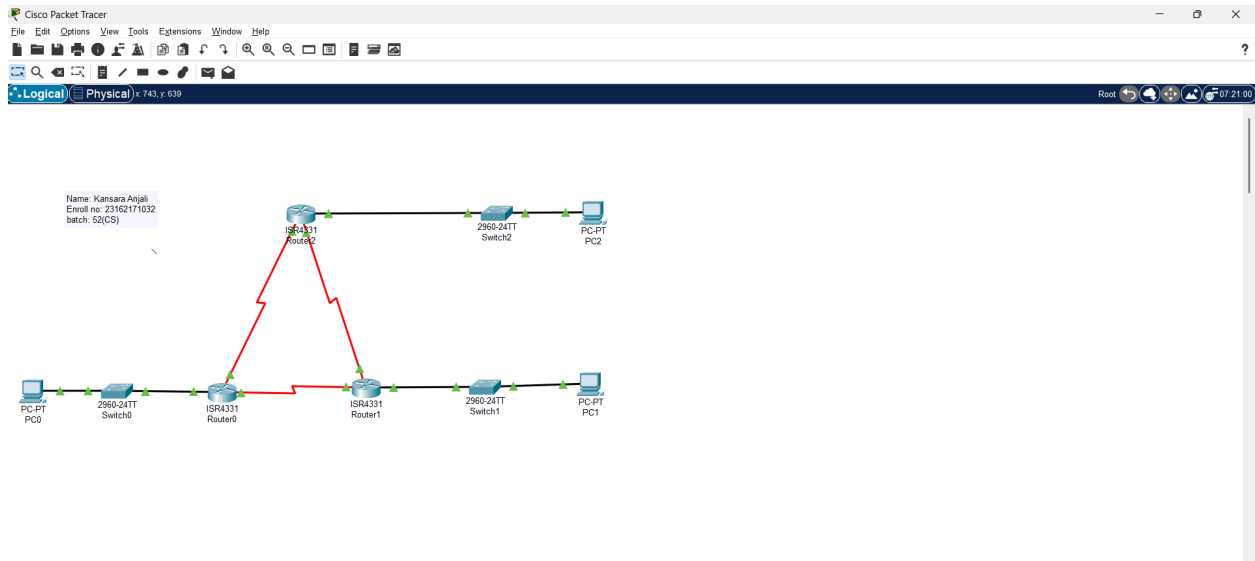 Cisco Packet Tracer
File Edit Options View Tools Extensions Window Help
?
Logical Physical x: 743, y: 639 Root 07:21:00
Name: Kansara Anjali
Enroll no: 23162171032
batch: 52(CS)
ISR4331
Router2
2960-24TT
Switch2
PC-PT
PC2
PC-PT
PC0
2960-24TT
Switch0
ISR4331
Router0
ISR4331
Router1
2960-24TT
Switch1
PC-PT
PC1